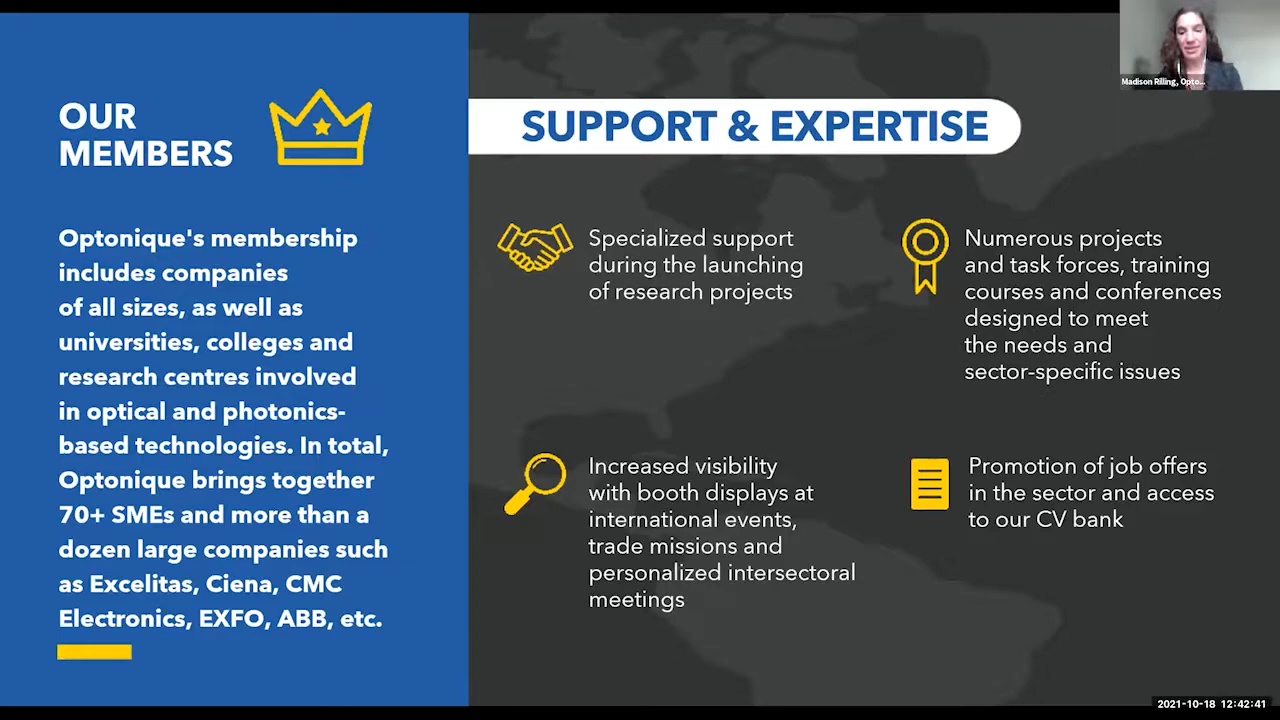 OUR
MEMBERS
Optonique's membership
includes companies
of all sizes, as well as
universities, colleges and
research centres involved
in optical and photonics-
based technologies. In total,
Optonique brings together
70+ SMEs and more than a
dozen large companies such
as Excelitas, Ciena, CMC
Electronics, EXFO, ABB, etc.
SUPPORT & EXPERTISE
Specialized support
during the launching
of research projects
Numerous projects
and task forces, training
courses and conferences
designed to meet
the needs and
sector-specific issues
Increased visibility
with booth displays at
international events,
trade missions and
personalized intersectoral
meetings
Promotion of job offers
in the sector and access
to our CV bank
Madison Rilling, Opto...
2021-10-18 12:42:41